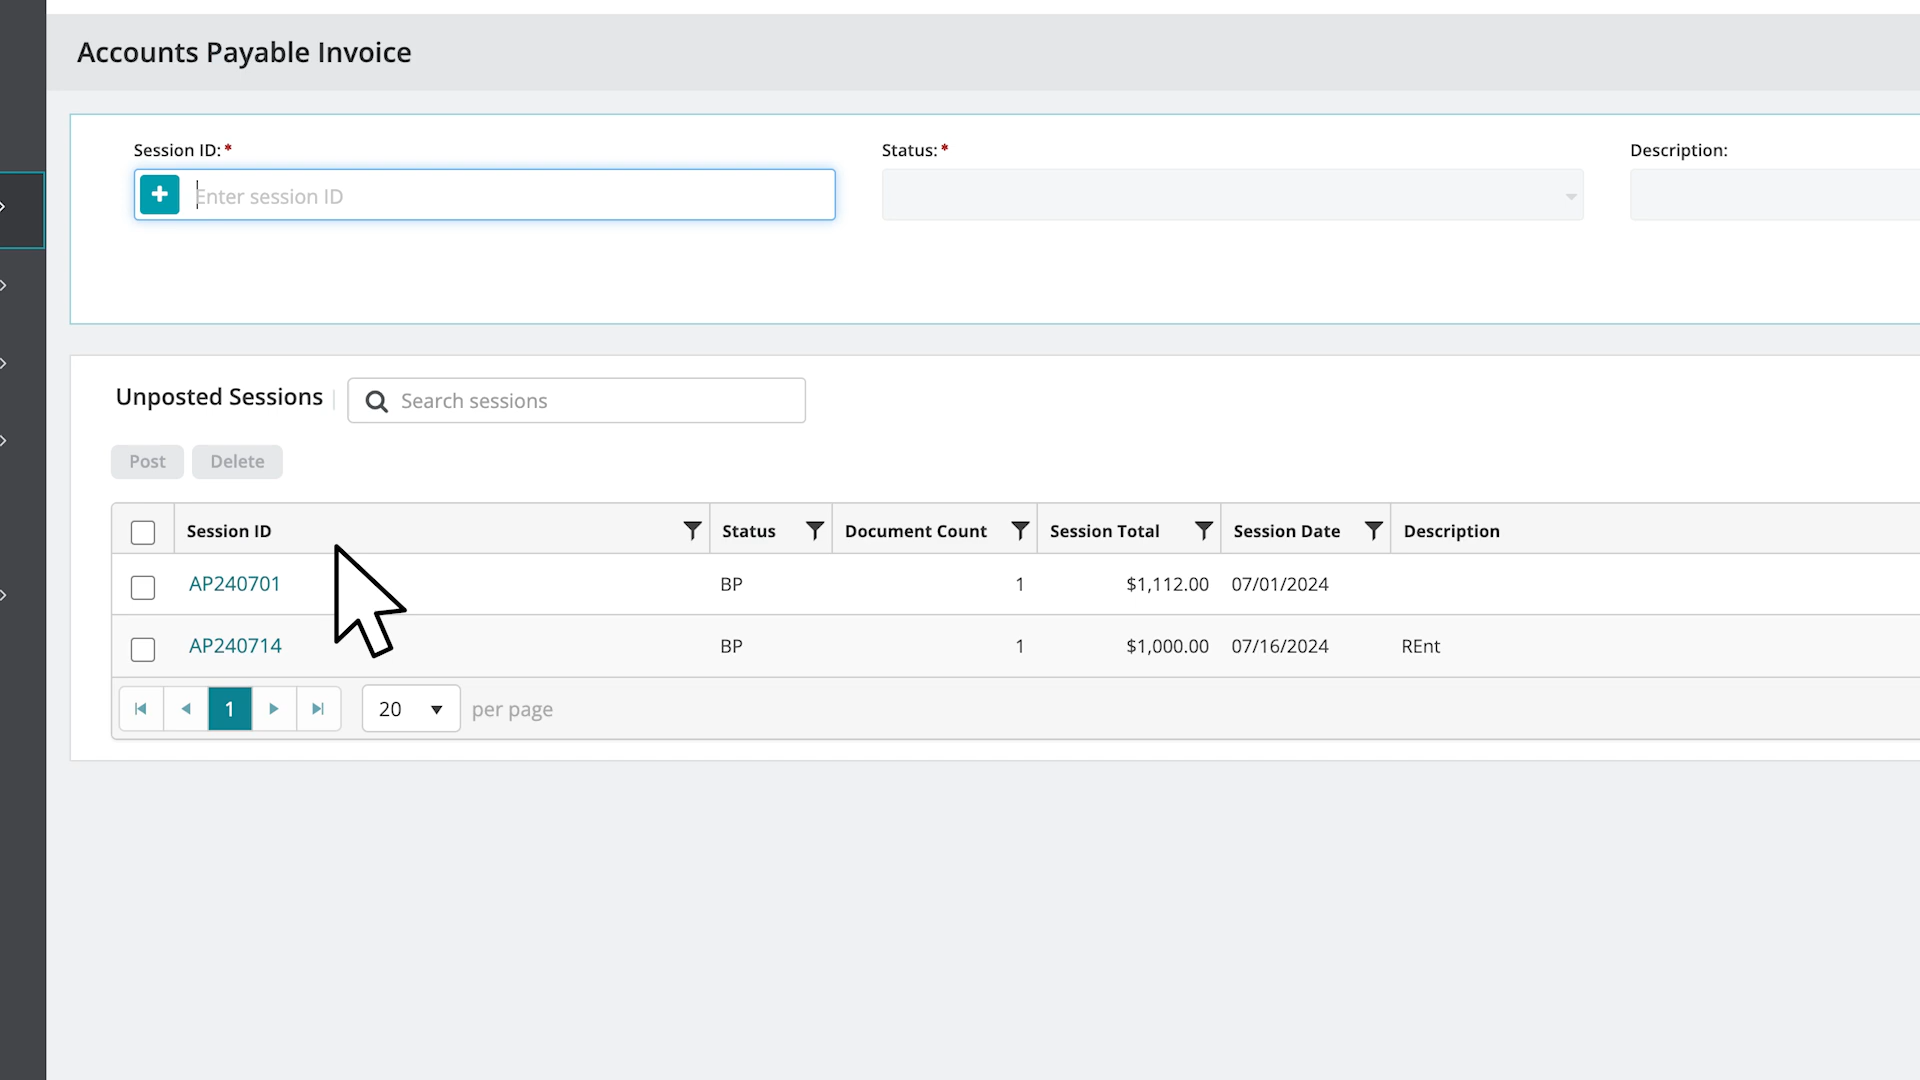 Accounts Payable Invoice
Session ID:*
Status:*
Description:
Enter session ID
Unposted Sessions
Search sessions
Post
Delete
Session ID
Status
Document Count
Session Total
Session Date
Description
AP240701
BP
1
$1,112.00
07/01/2024
AP240714
BP
1
$1,000.00
07/16/2024
REnt
1
20
per page